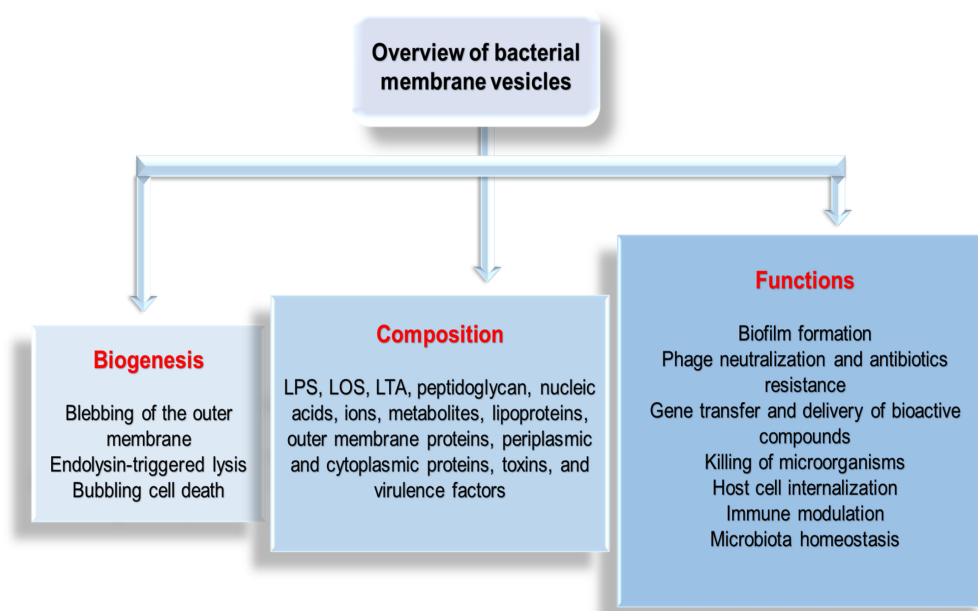 Overview of bacterial
membrane vesicles
Biogenesis
Blebbing of the outer
membrane
Endolysin-triggered lysis
Bubbling cell death
Composition
LPS, LOS, LTA, peptidoglycan, nucleic
acids, ions, metabolites, lipoproteins,
outer membrane proteins, periplasmic
and cytoplasmic proteins, toxins, and
virulence factors
Functions
Biofilm formation
Phage neutralization and antibiotics
resistance
Gene transfer and delivery of bioactive
compounds
Killing of microorganisms
Host cell internalization
Immune modulation
Microbiota homeostasis